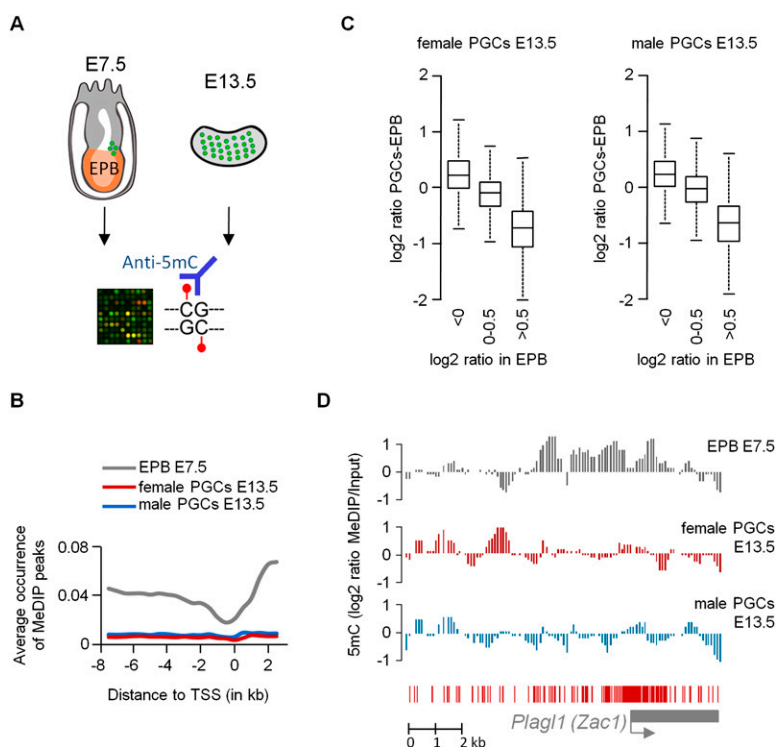 A
E7.5
E13.5
EPB
Anti-5mC
---CG---
---GC---
B
EPB E7.5
female PGCs E13.5
male PGCs E13.5
Average occurrence
of MeDIP peaks
0.08
0.04
0
-8 -6 -4 -2 0 2
Distance to TSS (in kb)
C
female PGCs E13.5
log2 ratio PGCs-EPB
2
1
0
-1
-2
<0
0-0.5
>0.5
log2 ratio in EPB
male PGCs E13.5
log2 ratio PGCs-EPB
2
1
0
-1
-2
<0
0-0.5
>0.5
log2 ratio in EPB
D
5mC (log2 ratio MeDIP/Input)
EPB E7.5
1
0
1
female PGCs
E13.5
1
0
1
male PGCs
E13.5
1
0
-1
Plagl1 (Zac1)
0 1 2 kb